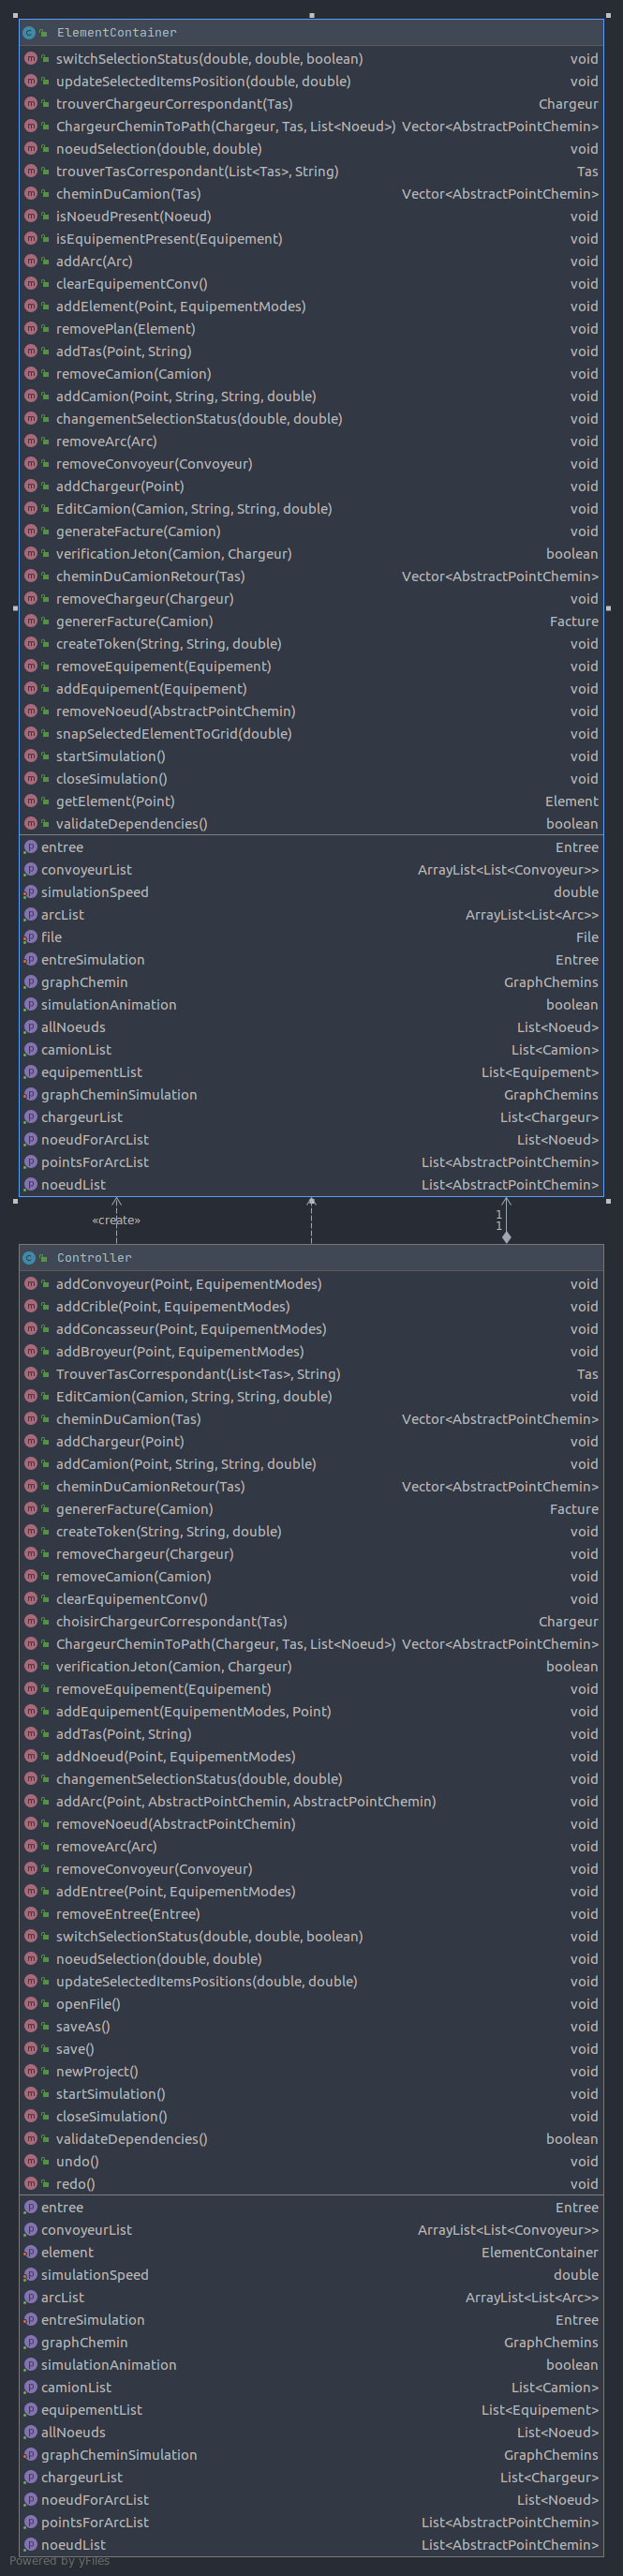 ElementContainer
switchSelectionStatus(double, double, boolean) void
updateSelectedItemsPosition(double, double) void
trouverChargeurCorrespondant(Tas) Chargeur
ChargeurCheminToPath(Chargeur, Tas, List<Noeud>) Vector<AbstractPointChemin>
noeudSelection(double, double) void
trouverTasCorrespondant(List<Tas>, String) Tas
cheminDuCamion(Tas) Vector<AbstractPointChemin>
isNoeudPresent(Noeud) void
isEquipementPresent(Equipement) void
addArc(Arc) void
clearEquipementConv() void
addElement(Point, EquipementModes) void
removePlan(Element) void
addTas(Point, String) void
removeCamion(Camion) void
addCamion(Point, String, String, double) void
changementSelectionStatus(double, double) void
removeArc(Arc) void
removeConvoyeur(Convoyeur) void
addChargeur(Point) void
EditCamion(Camion, String, String, double) void
generateFacture(Camion) void
verificationJeton(Camion, Chargeur) boolean
cheminDuCamionRetour(Tas) Vector<AbstractPointChemin>
removeChargeur(Chargeur) void
genererFacture(Camion) Facture
createToken(String, String, double) void
removeEquipement(Equipement) void
addEquipement(Equipement) void
removeNoeud(AbstractPointChemin) void
snapSelectedElementToGrid(double) void
startSimulation() void
closeSimulation() void
getElement(Point) Element
validateDependencies() boolean
entree Entree
convoyeurList ArrayList<List<Convoyeur>>
simulationSpeed double
arcList ArrayList<List<Arc>>
file File
entreSimulation Entree
graphChemin GraphChemins
simulationAnimation boolean
allNoeuds List<Noeud>
camionList List<Camion>
equipementList List<Equipement>
graphCheminSimulation GraphChemins
chargeurList List<Chargeur>
noeudForArcList List<Noeud>
pointsForArcList List<AbstractPointChemin>
noeudList List<AbstractPointChemin>
1
«create» 1
Controller
addConvoyeur(Point, EquipementModes) void
addCrible(Point, EquipementModes) void
addConcasseur(Point, EquipementModes) void
addBroyeur(Point, EquipementModes) void
TrouverTasCorrespondant(List<Tas>, String) Tas
EditCamion(Camion, String, String, double) void
cheminDuCamion(Tas) Vector<AbstractPointChemin>
addChargeur(Point) void
addCamion(Point, String, String, double) void
cheminDuCamionRetour(Tas) Vector<AbstractPointChemin>
genererFacture(Camion) Facture
createToken(String, String, double) void
removeChargeur(Chargeur) void
removeCamion(Camion) void
clearEquipementConv() void
choisirChargeurCorrespondant(Tas) Chargeur
ChargeurCheminToPath(Chargeur, Tas, List<Noeud>) Vector<AbstractPointChemin>
verificationJeton(Camion, Chargeur) boolean
removeEquipement(Equipement) void
addEquipement(EquipementModes, Point) void
addTas(Point, String) void
addNoeud(Point, EquipementModes) void
changementSelectionStatus(double, double) void
addArc(Point, AbstractPointChemin, AbstractPointChemin) void
removeNoeud(AbstractPointChemin) void
removeArc(Arc) void
removeConvoyeur(Convoyeur) void
addEntree(Point, EquipementModes) void
removeEntree(Entree) void
switchSelectionStatus(double, double, boolean) void
noeudSelection(double, double) void
updateSelectedItemsPositions(double, double) void
openFile() void
saveAs() void
save() void
newProject() void
startSimulation() void
closeSimulation() void
validateDependencies() boolean
undo() void
redo() void
entree Entree
convoyeurList ArrayList<List<Convoyeur>>
element ElementContainer
simulationSpeed double
arcList ArrayList<List<Arc>>
entreSimulation Entree
graphChemin GraphChemins
simulationAnimation boolean
camionList List<Camion>
equipementList List<Equipement>
allNoeuds List<Noeud>
graphCheminSimulation GraphChemins
chargeurList List<Chargeur>
noeudForArcList List<Noeud>
pointsForArcList List<AbstractPointChemin>
noeudList List<AbstractPointChemin>
Powered by yFiles